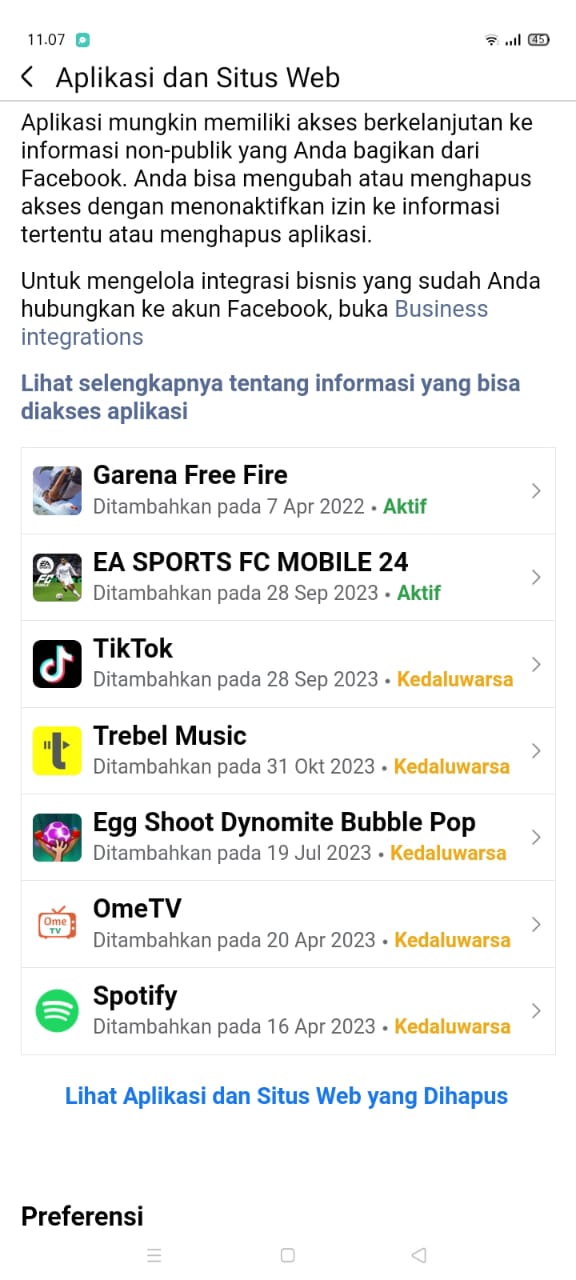 11.07
45
Aplikasi dan Situs Web
Aplikasi mungkin memiliki akses berkelanjutan ke
informasi non-publik yang Anda bagikan dari
Facebook. Anda bisa mengubah atau menghapus
akses dengan menonaktifkan izin ke informasi
tertentu atau menghapus aplikasi.
Untuk mengelola integrasi bisnis yang sudah Anda
hubungkan ke akun Facebook, buka Business
integrations
Lihat selengkapnya tentang informasi yang bisa
diakses aplikasi
Garena Free Fire
Ditambahkan pada 7 Apr 2022 • Aktif
EA SPORTS FC MOBILE 24
Ditambahkan pada 28 Sep 2023 • Aktif
TikTok
Ditambahkan pada 28 Sep 2023 • Kedaluwarsa
Trebel Music
Ditambahkan pada 31 Okt 2023 • Kedaluwarsa
Egg Shoot Dynomite Bubble Pop
Ditambahkan pada 19 Jul 2023 • Kedaluwarsa
Ome
TV
OmeTV
Ditambahkan pada 20 Apr 2023 • Kedaluwarsa
Spotify
Ditambahkan pada 16 Apr 2023 • Kedaluwarsa
Lihat Aplikasi dan Situs Web yang Dihapus
Preferensi